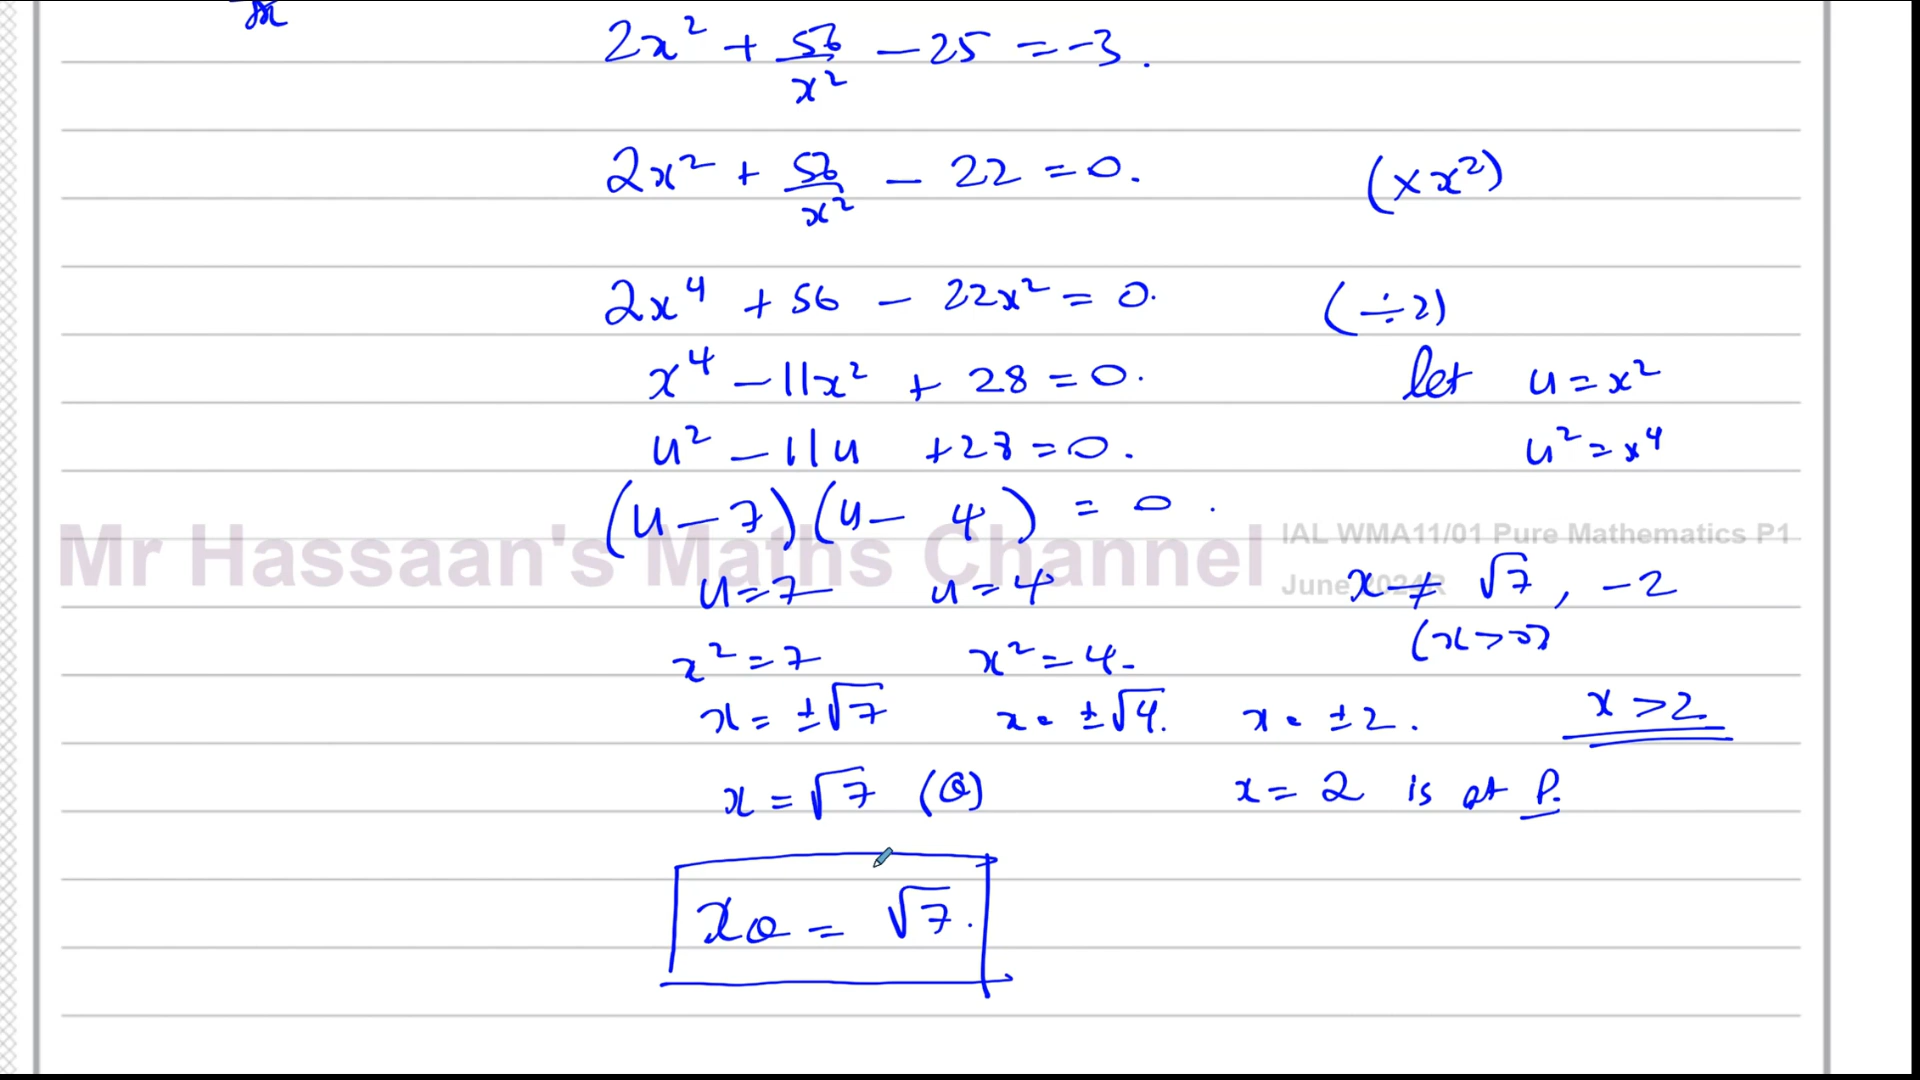 2x² + 56/x² - 25 = -3.
2x² + 56/x² - 22 = 0. (× x²)
2x⁴ + 56 - 22x² = 0. (÷2)
x⁴ - 11x² + 28 = 0. let u = x²
u² - 11u + 28 = 0. u² = x⁴
(u - 7)(u - 4) = 0.
Mr Hassaan's Maths Channel
IAL WMA11/01 Pure Mathematics P1
June 2024R
u = 7 u = 4 x ≠ √7, -2
(x > 0)
x² = 7 x² = 4.
x = ±√7 x = ±√4. x = ±2. x > 2
x = √7 (Q) x = 2 is at P.
xQ = √7.